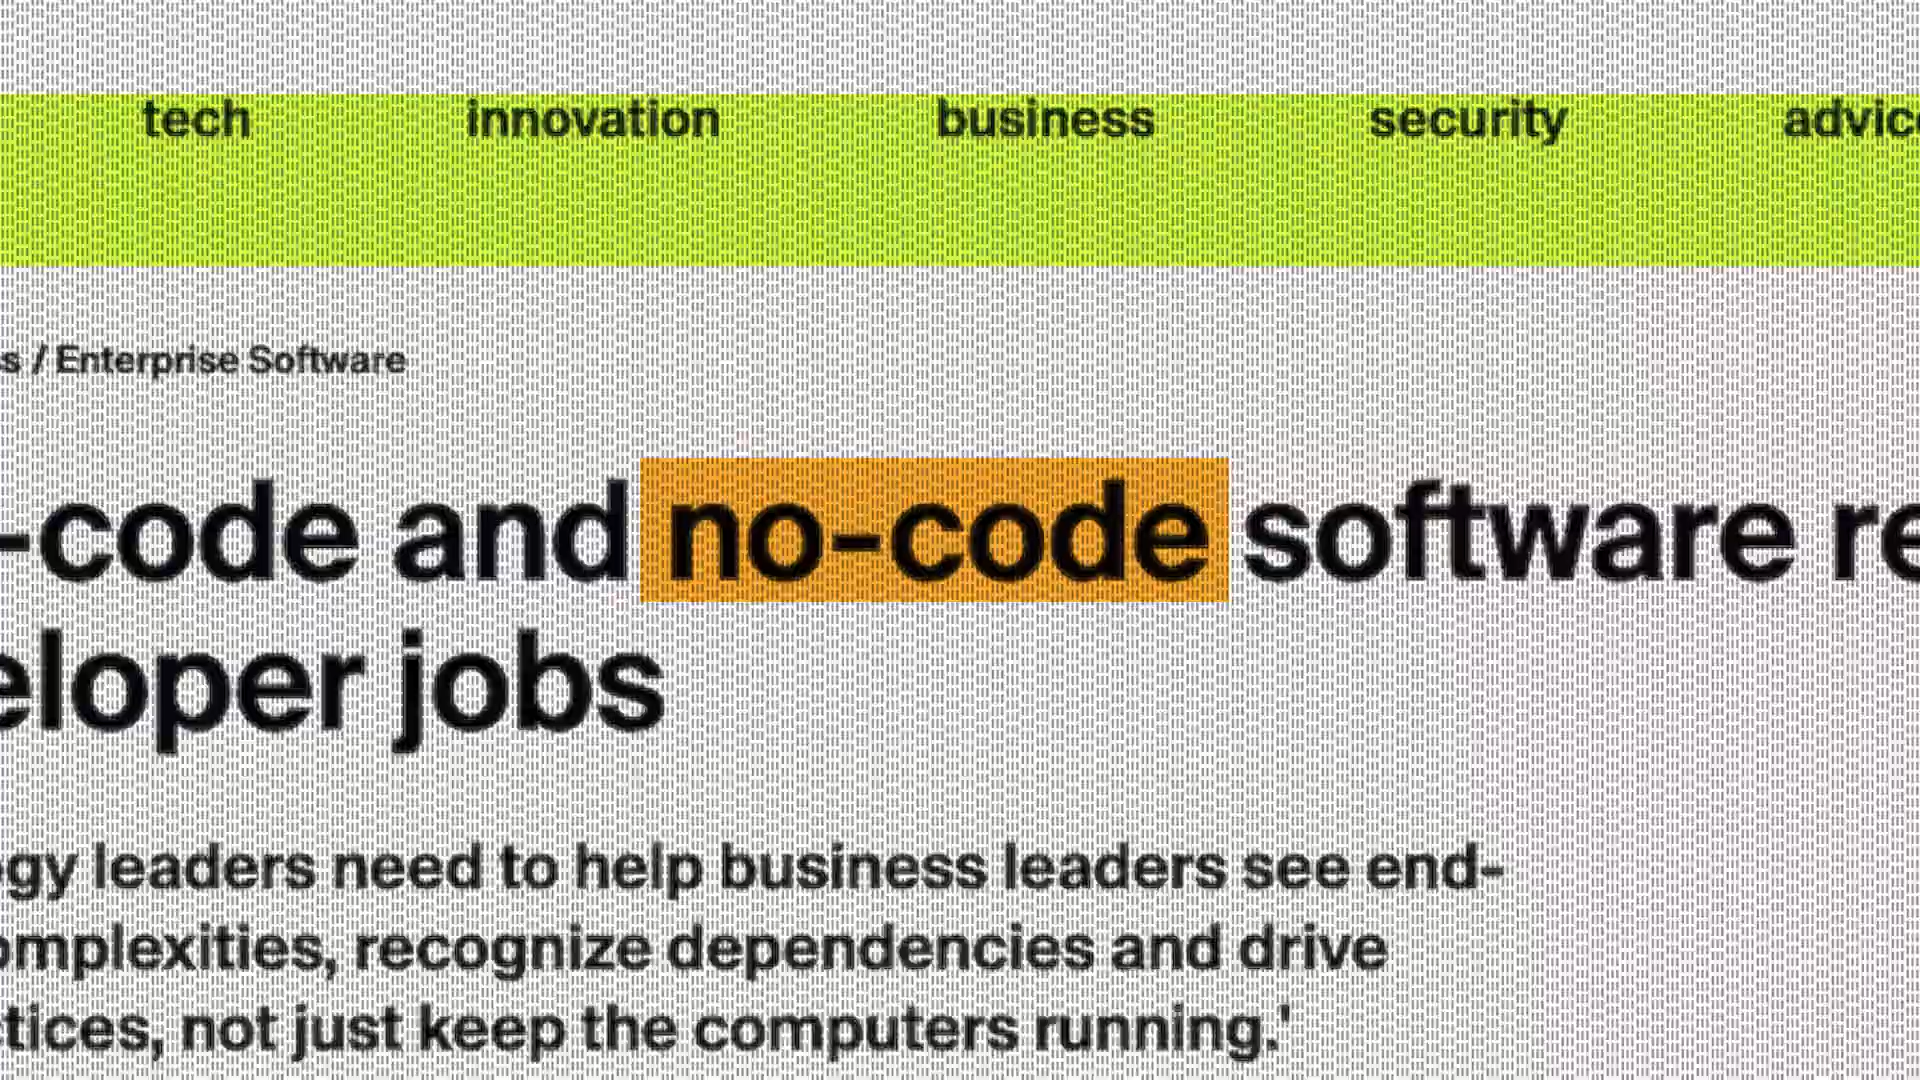 tech innovation business security advic
s / Enterprise Software
-code and no-code software re
eloper jobs
gy leaders need to help business leaders see end-
omplexities, recognize dependencies and drive
tices, not just keep the computers running.'